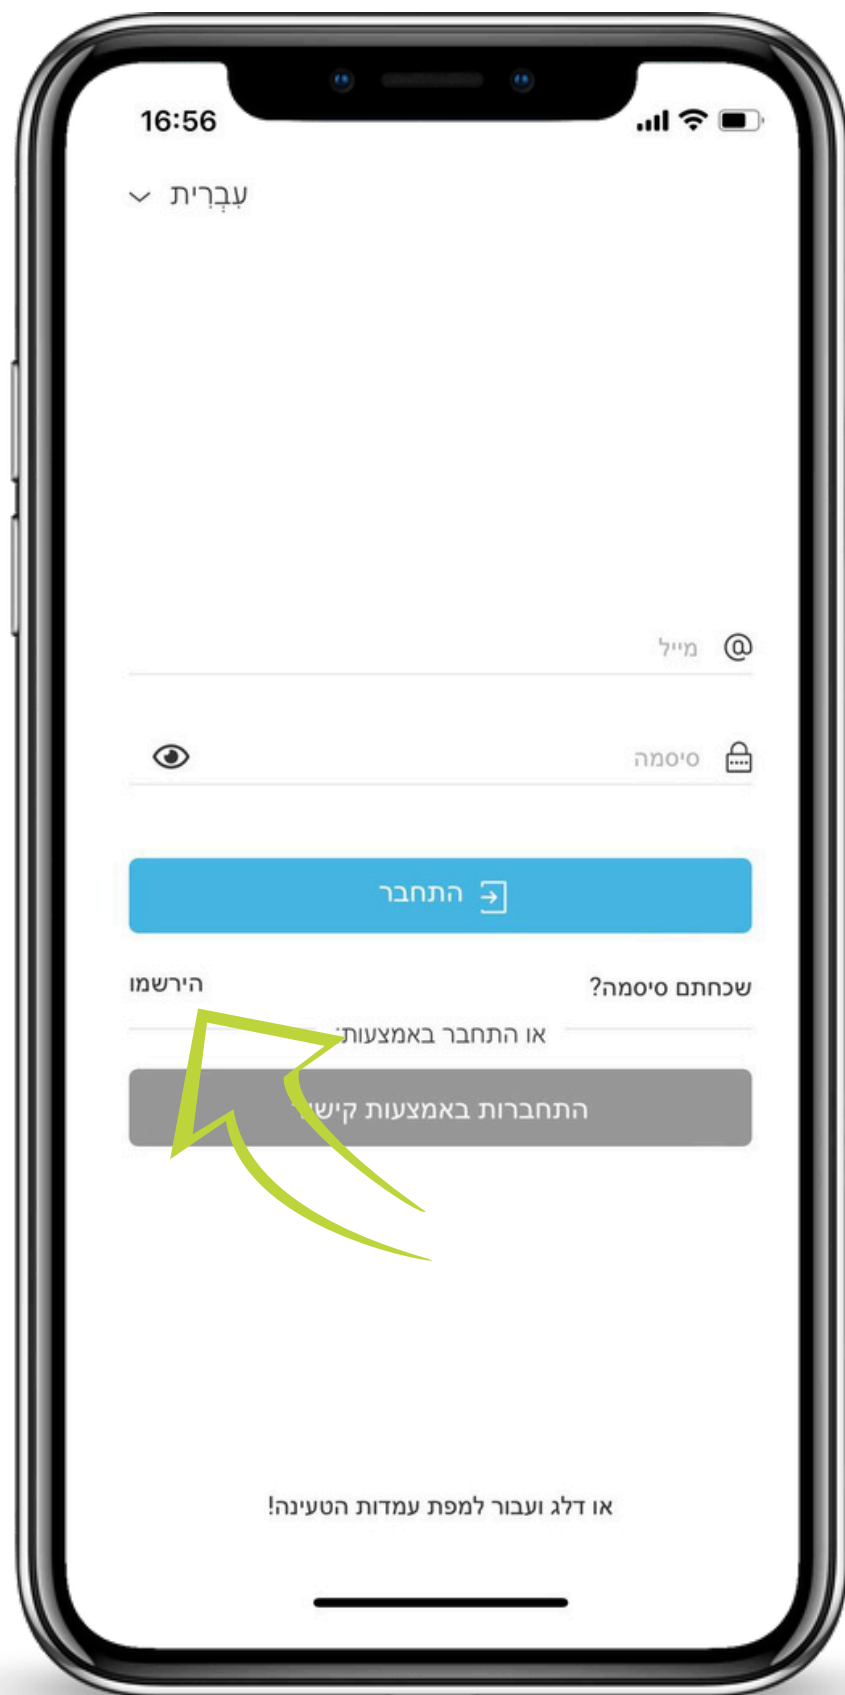 16:56
עִבְרִית
מייל
סיסמה
התחבר
שכחתם סיסמה?
הירשמו
או התחבר באמצעות:
התחברות באמצעות
או דלג ועבור למפת עמדות הטעינה!